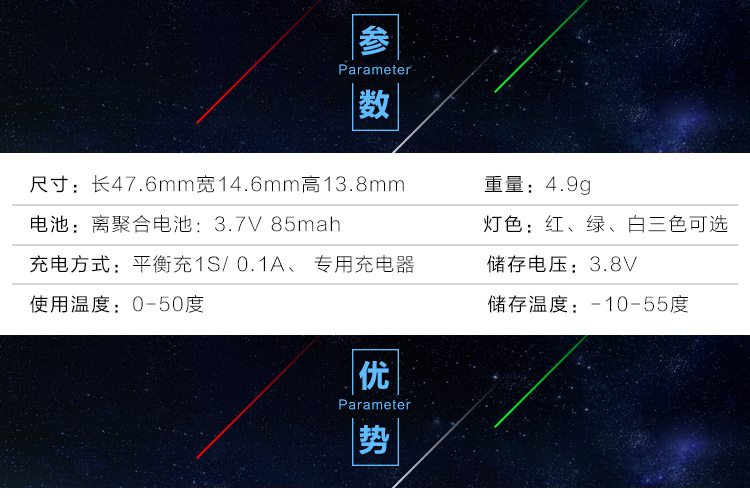 参
Parameter
数
尺寸：长47.6mm宽14.6mm高13.8mm 重量：4.9g
电池：离聚合电池：3.7V 85mah 灯色：红、绿、白三色可选
充电方式：平衡充1S/ 0.1A、 专用充电器 储存电压：3.8V
使用温度：0-50度 储存温度：-10-55度
优
Parameter
势